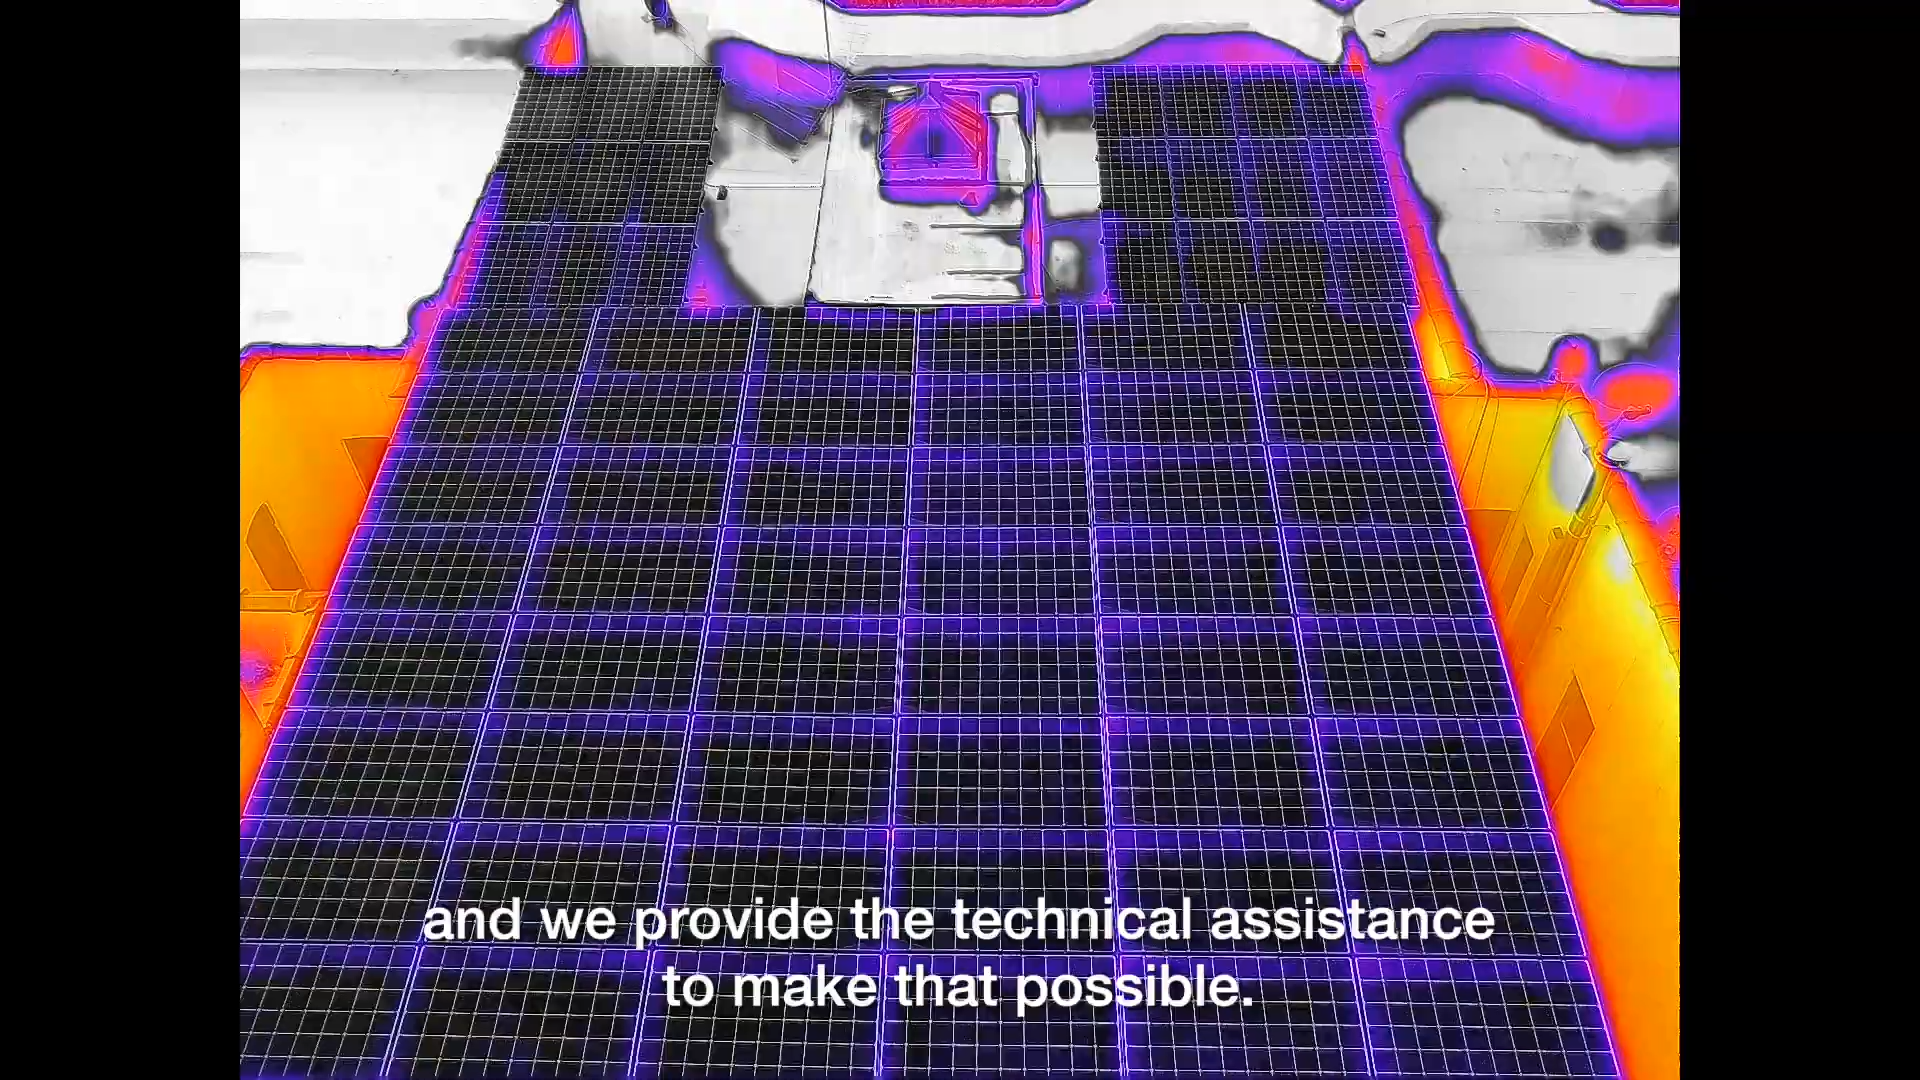 and we provide the technical assistance
to make that possible.